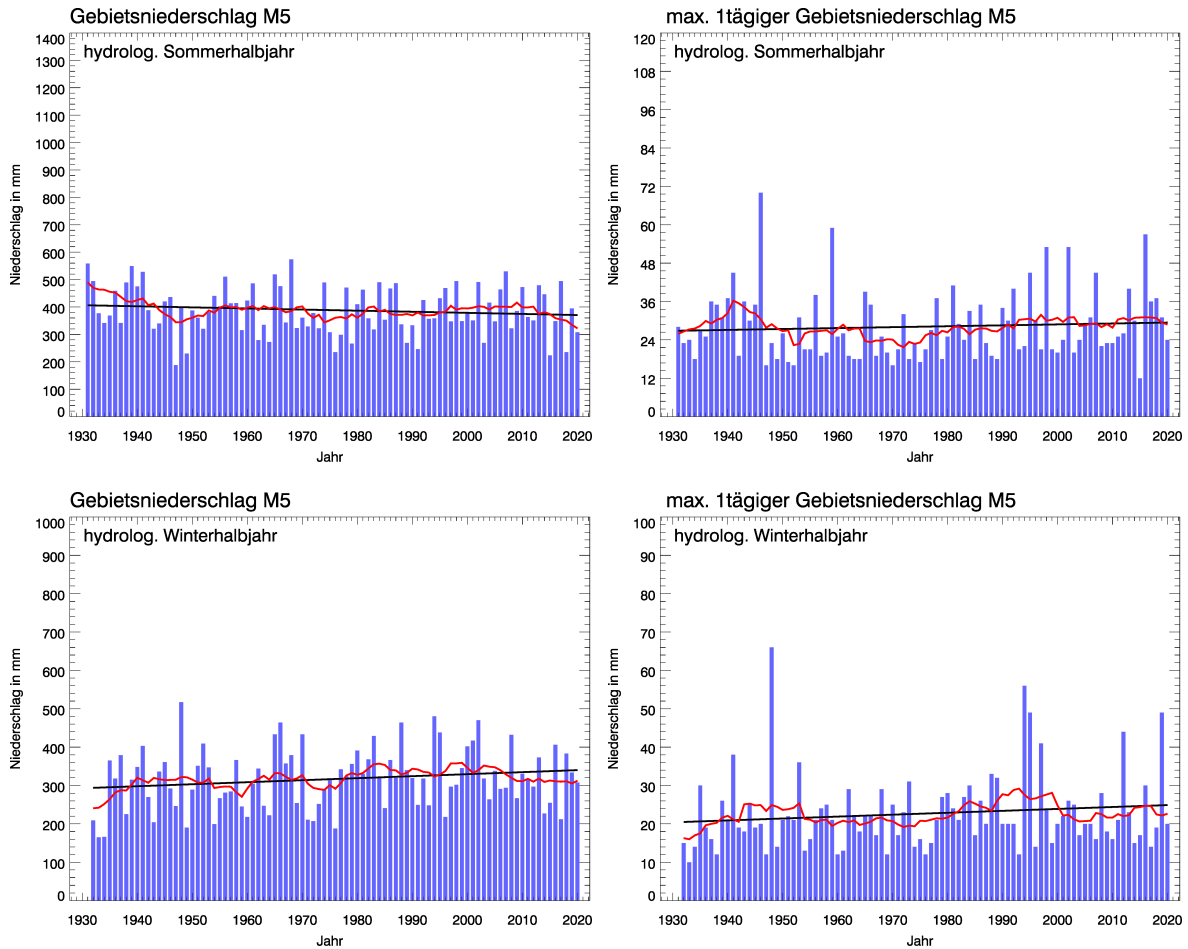 Gebietsniederschlag M5
hydrolog. Sommerhalbjahr
Niederschlag in mm
1400
1300
1200
1100
1000
900
800
700
600
500
400
300
200
100
0
1930 1940 1950 1960 1970 1980 1990 2000 2010 2020
Jahr
max. 1tägiger Gebietsniederschlag M5
hydrolog. Sommerhalbjahr
Niederschlag in mm
120
108
96
84
72
60
48
36
24
12
0
1930 1940 1950 1960 1970 1980 1990 2000 2010 2020
Jahr
Gebietsniederschlag M5
hydrolog. Winterhalbjahr
Niederschlag in mm
1000
900
800
700
600
500
400
300
200
100
0
1930 1940 1950 1960 1970 1980 1990 2000 2010 2020
Jahr
max. 1tägiger Gebietsniederschlag M5
hydrolog. Winterhalbjahr
Niederschlag in mm
100
90
80
70
60
50
40
30
20
10
0
1930 1940 1950 1960 1970 1980 1990 2000 2010 2020
Jahr